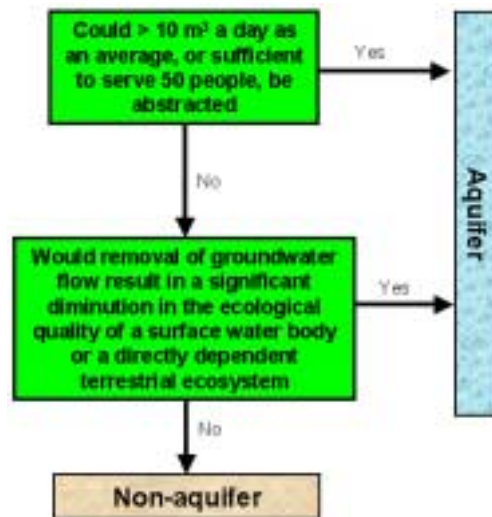 Could > 10 m³ a day as
an average, or sufficient
to serve 50 people, be
abstracted
Yes
No
Aquifer
Would removal of groundwater
flow result in a significant
diminution in the ecological
quality of a surface water body
or a directly dependent
terrestrial ecosystem
Yes
No
Non-aquifer